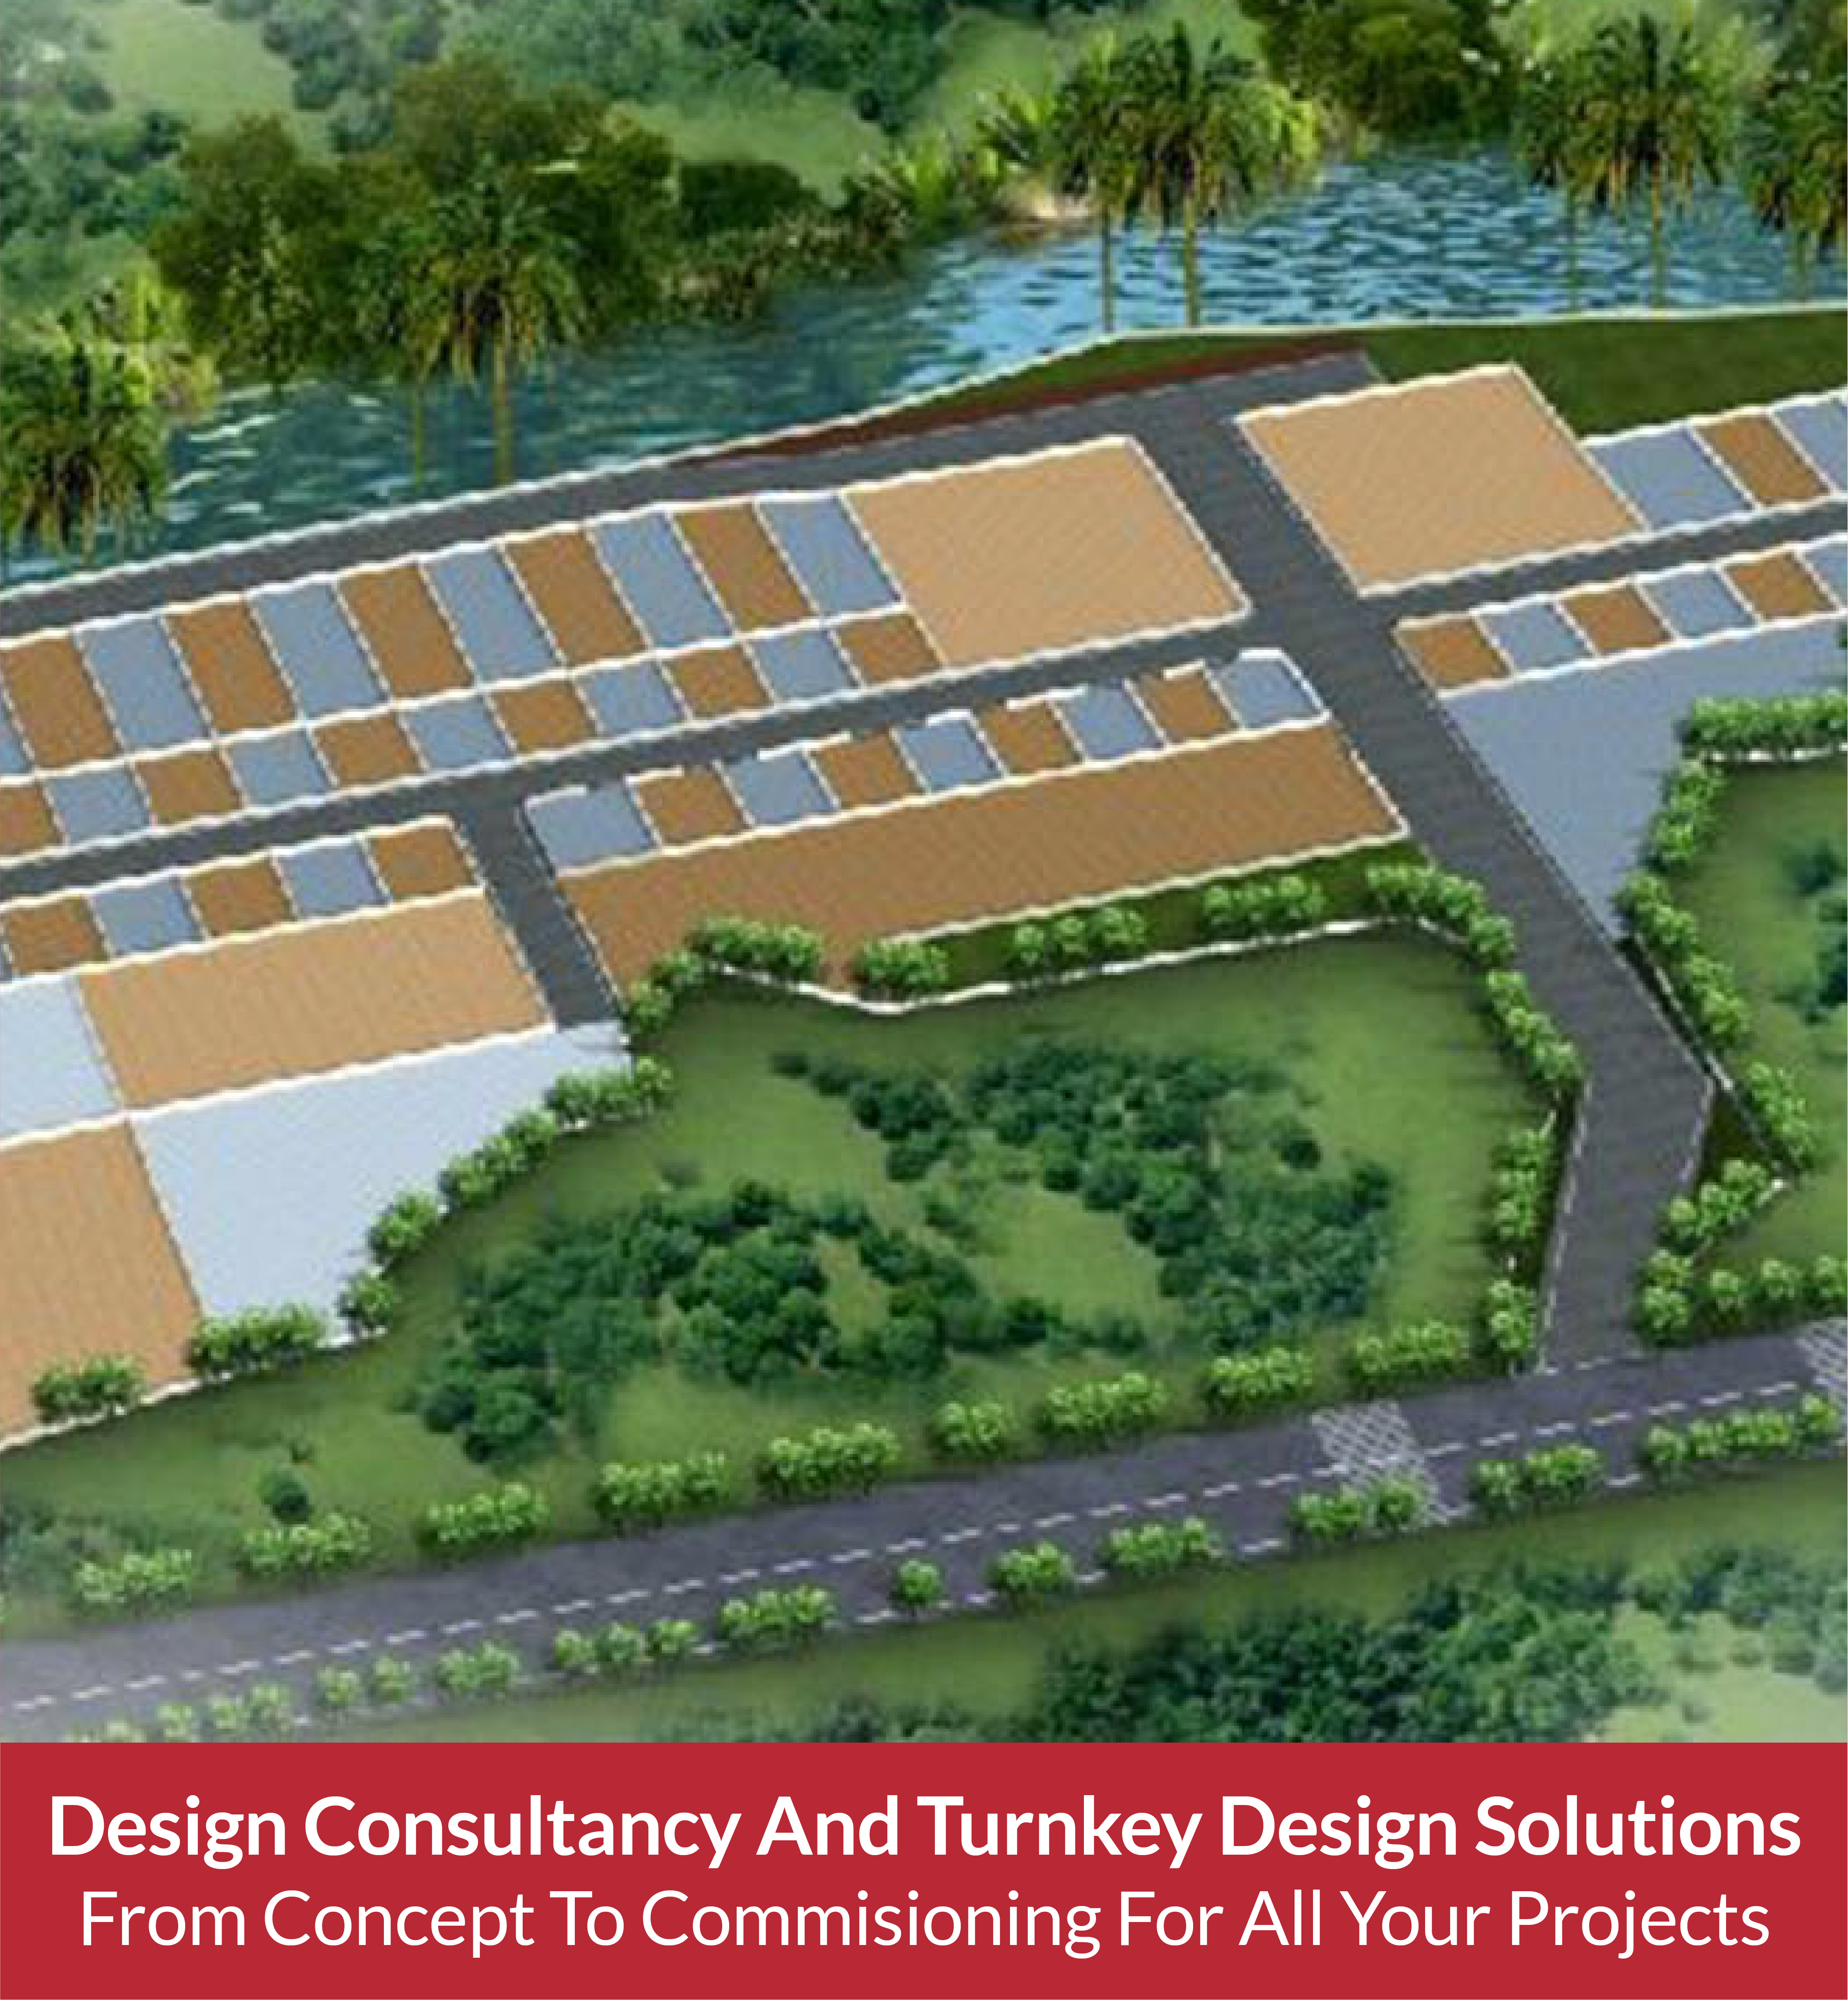 Design Consultancy And Turnkey Design Solutions
From Concept To Commisioning For All Your Projects